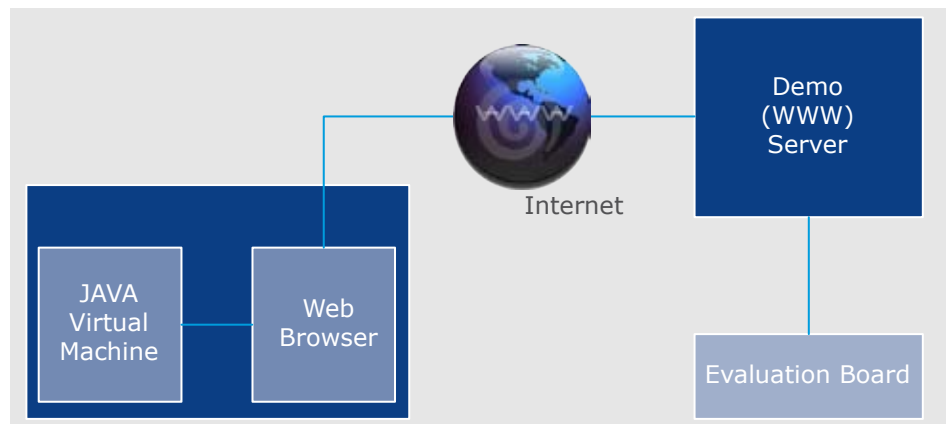 WWW
Demo
(WWW)
Server
Internet
JAVA
Virtual
Machine
Web
Browser
Evaluation Board